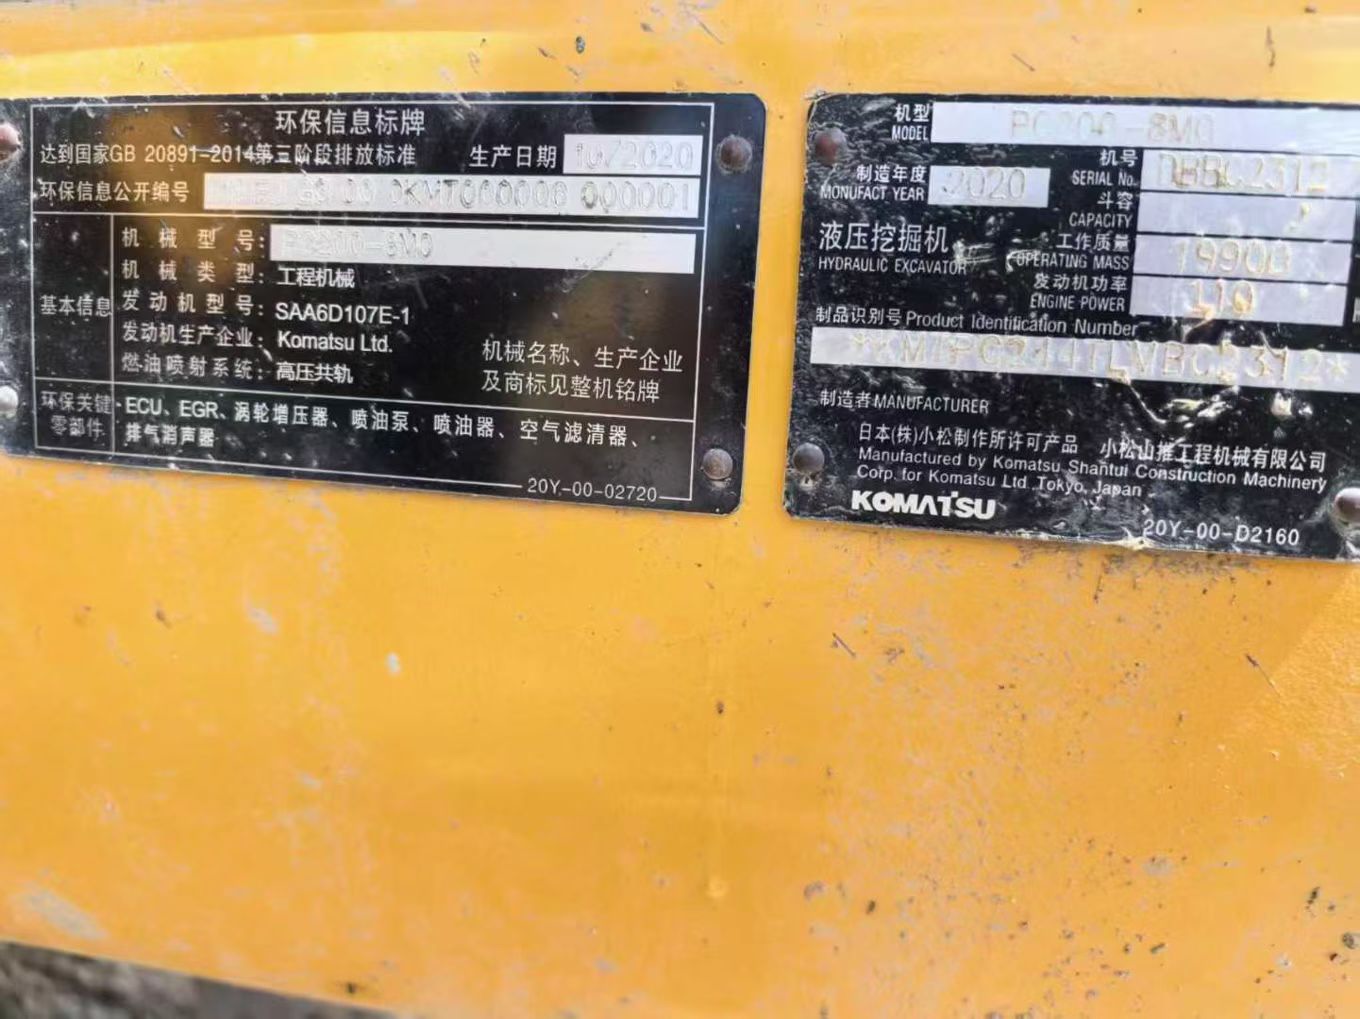 环保信息标牌
达到国家GB 20891-2014第三阶段排放标准 生产日期 10/2020
环保信息公开编号 000001
机械型号: PC200-8M0
机械类型: 工程机械
基本信息 发动机型号: SAA6D107E-1
发动机生产企业: Komatsu Ltd.
燃油喷射系统: 高压共轨
机械名称、生产企业
及商标见整机铭牌
环保关键
零部件
ECU、EGR、涡轮增压器、喷油泵、喷油器、空气滤清器、
排气消声器
20Y-00-02720
机型
MODEL PC200-8M0
机号
SERIAL No. DBBC2312
制造年度
MONUFACT YEAR 2020
斗容
CAPACITY
液压挖掘机
HYDRAULIC EXCAVATOR
工作质量
OPERATING MASS 19900
发动机功率
ENGINE POWER 110
制品识别号 Product Identification Number
制造者 MANUFACTURER
日本(株)小松制作所许可产品 小松山推工程机械有限公司
Manufactured by Komatsu Shantui Construction Machinery
Corp. for Komatsu Ltd. Tokyo, Japan
KOMATSU
20Y-00-D2160